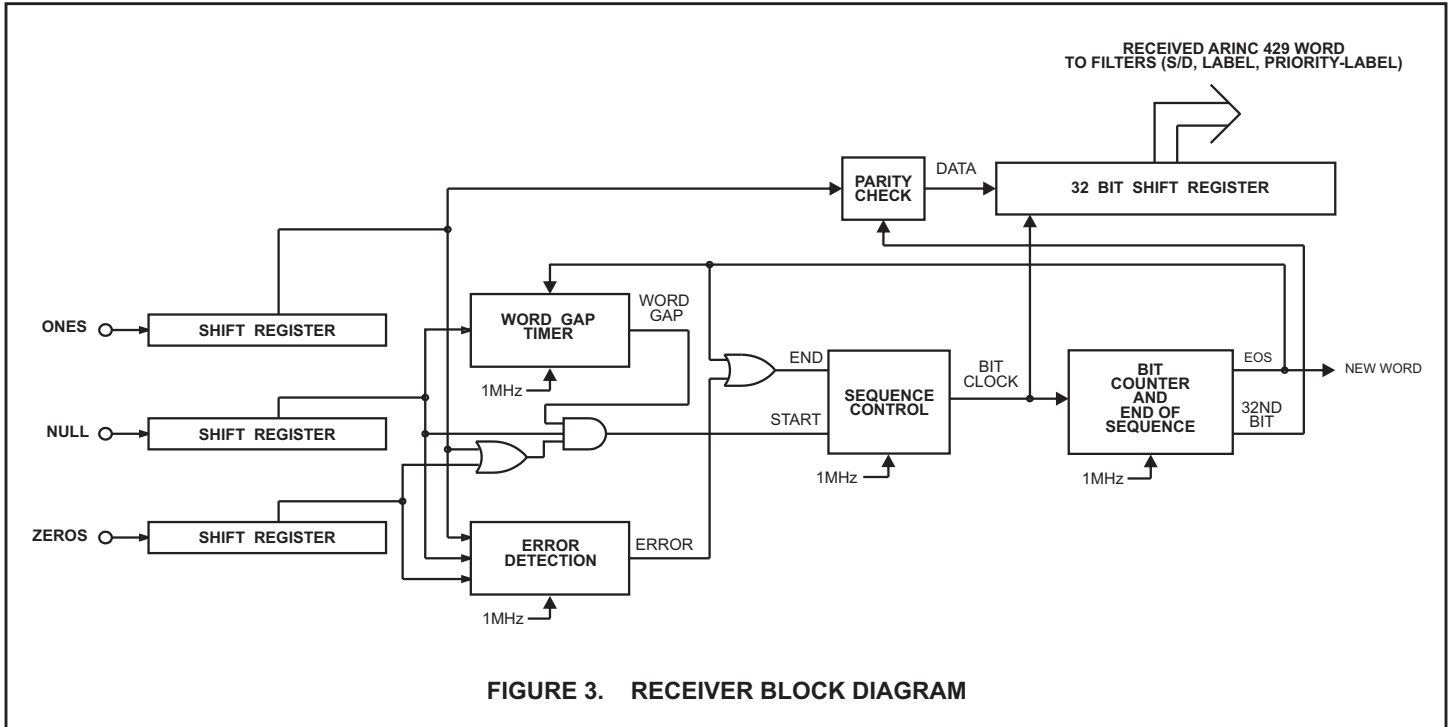 RECEIVED ARINC 429 WORD
TO FILTERS (S/D, LABEL, PRIORITY-LABEL)
PARITY
CHECK
DATA
32 BIT SHIFT REGISTER
ONES
SHIFT REGISTER
WORD GAP
TIMER
WORD
GAP
1MHz
END
SEQUENCE
CONTROL
START
1MHz
BIT
CLOCK
BIT
COUNTER
AND
END OF
SEQUENCE
EOS
NEW WORD
32ND
BIT
1MHz
NULL
SHIFT REGISTER
ZEROS
SHIFT REGISTER
ERROR
DETECTION
ERROR
1MHz
FIGURE 3. RECEIVER BLOCK DIAGRAM